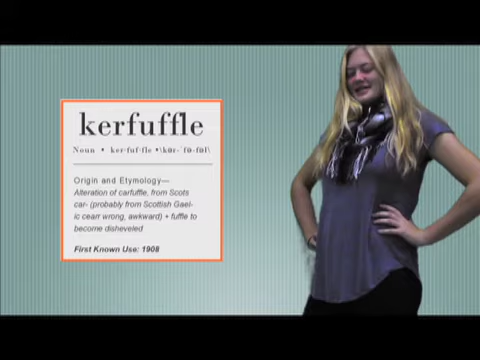 kerfuffle
Noun • ker·fuf·fle •\kər-ˈfə-fəl\
Origin and Etymology—
Alteration of carfuffle, from Scots
car- (probably from Scottish Gael-
ic cearr wrong, awkward) + fuffle to
become disheveled
First Known Use: 1908